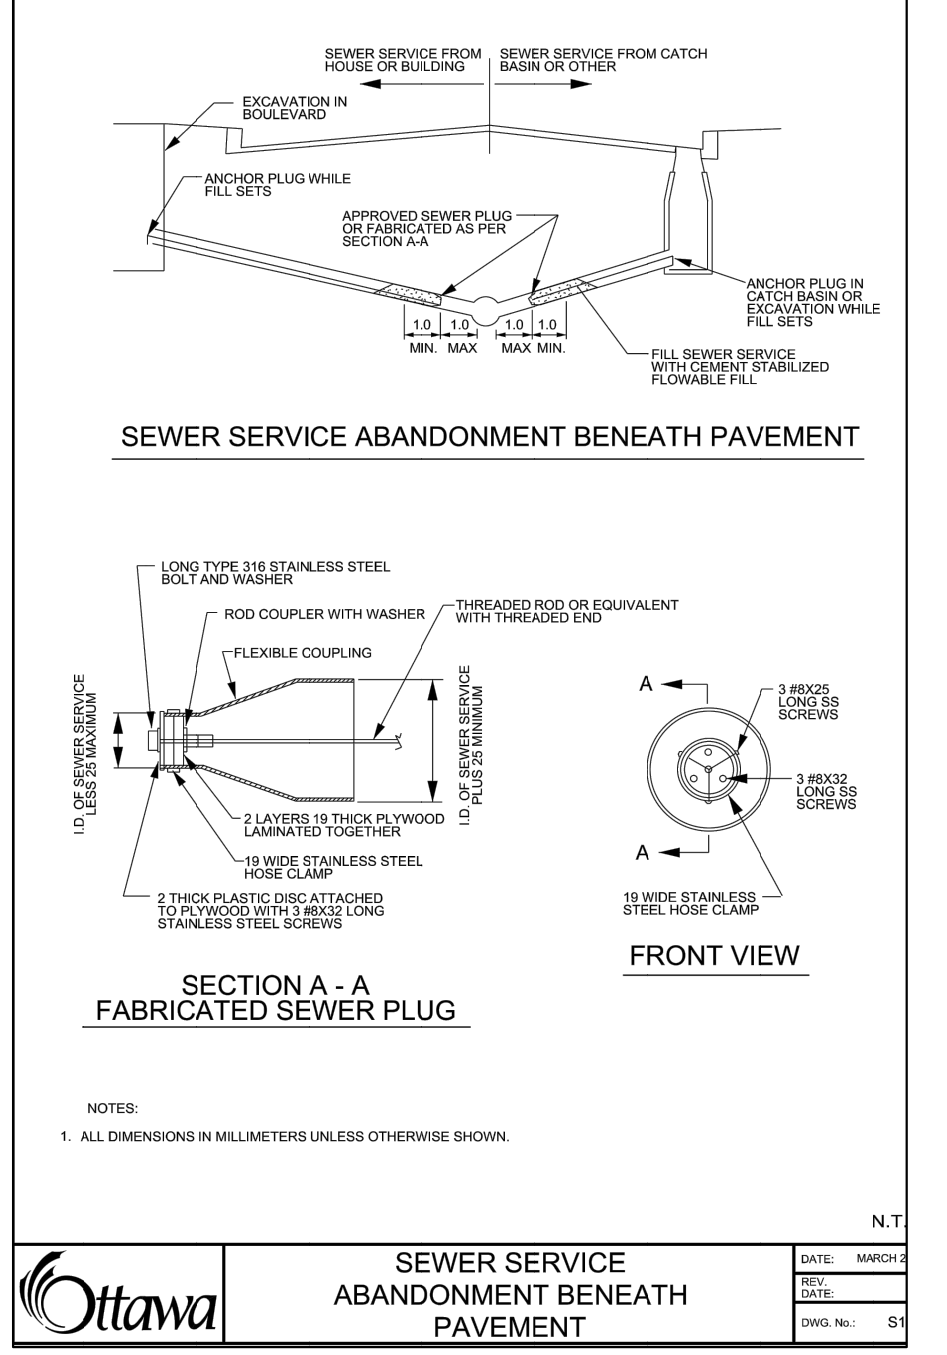 SEWER SERVICE FROM
HOUSE OR BUILDING
SEWER SERVICE FROM CATCH
BASIN OR OTHER
EXCAVATION IN
BOULEVARD
ANCHOR PLUG WHILE
FILL SETS
APPROVED SEWER PLUG
OR FABRICATED AS PER
SECTION A-A
ANCHOR PLUG IN
CATCH BASIN OR
EXCAVATION WHILE
FILL SETS
1.0 1.0 1.0 1.0
MIN. MAX MAX MIN.
FILL SEWER SERVICE
WITH CEMENT STABILIZED
FLOWABLE FILL
SEWER SERVICE ABANDONMENT BENEATH PAVEMENT
LONG TYPE 316 STAINLESS STEEL
BOLT AND WASHER
ROD COUPLER WITH WASHER
THREADED ROD OR EQUIVALENT
WITH THREADED END
FLEXIBLE COUPLING
I.D. OF SEWER SERVICE
LESS 25 MAXIMUM
I.D. OF SEWER SERVICE
PLUS 25 MINIMUM
2 LAYERS 19 THICK PLYWOOD
LAMINATED TOGETHER
19 WIDE STAINLESS STEEL
HOSE CLAMP
2 THICK PLASTIC DISC ATTACHED
TO PLYWOOD WITH 3 #8X32 LONG
STAINLESS STEEL SCREWS
SECTION A - A
FABRICATED SEWER PLUG
A
3 #8X25
LONG SS
SCREWS
3 #8X32
LONG SS
SCREWS
A
19 WIDE STAINLESS
STEEL HOSE CLAMP
FRONT VIEW
NOTES:
1. ALL DIMENSIONS IN MILLIMETERS UNLESS OTHERWISE SHOWN.
N.T.
Ottawa
SEWER SERVICE
ABANDONMENT BENEATH
PAVEMENT
DATE: MARCH 2
REV.
DATE:
DWG. No.: S1